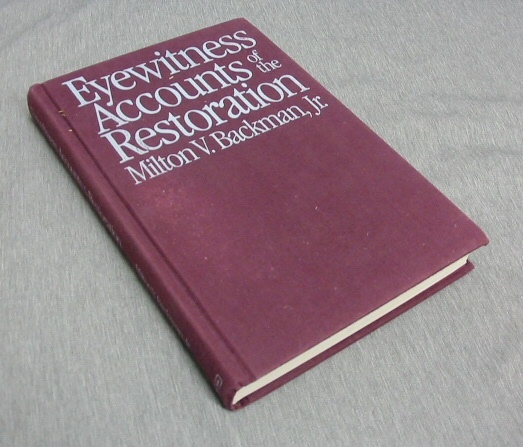 Eyewitness
Accounts of the
Restoration
Milton V. Backman, Jr.